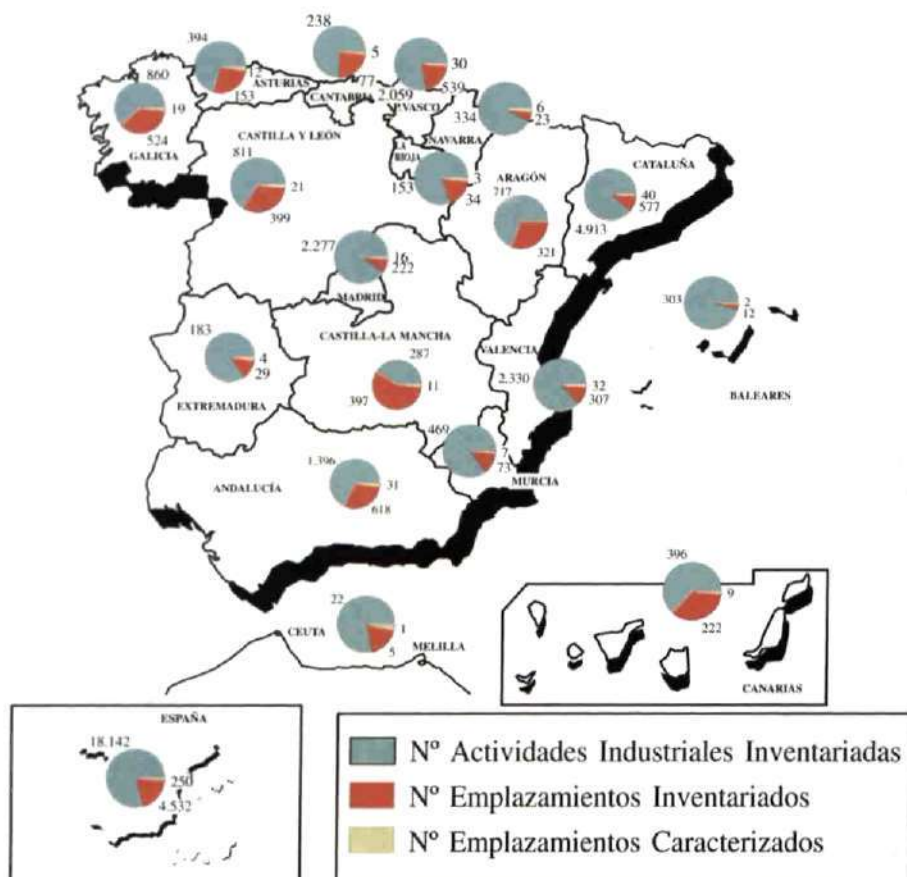 238
394
5
30
12
860
ASTURIAS
77
CANTABRIA
2.059
539
153
P.VASCO
6
19
334
23
524
NAVARRA
CASTILLA Y LEÓN
LA
RIOJA
GALICIA
CATALUÑA
811
ARAGÓN
153
3
717
21
34
40
577
399
4.913
321
2.277
16
222
303
2
12
MADRID
183
CASTILLA-LA MANCHA
VALENCIA
287
4
2.330
32
29
397
11
307
BALEARES
EXTREMADURA
469
7
73
1.396
MURCIA
ANDALUCÍA
31
618
396
9
22
222
CEUTA
1
MELILLA
5
CANARIAS
ESPAÑA
18.142
250
4.532
Nº Actividades Industriales Inventariadas
Nº Emplazamientos Inventariados
Nº Emplazamientos Caracterizados